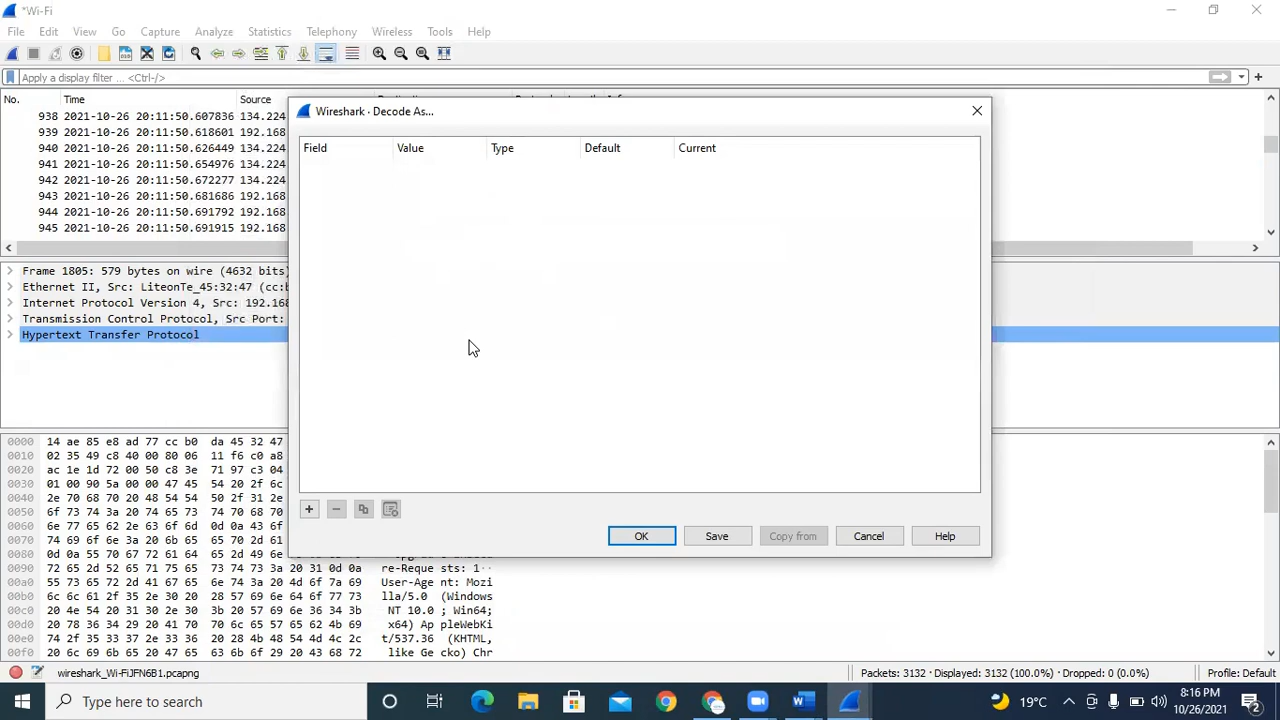 *Wi-Fi
File Edit View Go Capture Analyze Statistics Telephony Wireless Tools Help
Apply a display filter ... <Ctrl-/>
No. Time Source
938 2021-10-26 20:11:50.607836 134.224
939 2021-10-26 20:11:50.618601 192.168
940 2021-10-26 20:11:50.626449 134.224
941 2021-10-26 20:11:50.654976 134.224
942 2021-10-26 20:11:50.672277 134.224
943 2021-10-26 20:11:50.681686 192.168
944 2021-10-26 20:11:50.691792 192.168
945 2021-10-26 20:11:50.691915 192.168
Wireshark · Decode As...
Field Value Type Default Current
OK Save Copy from Cancel Help
Frame 1805: 579 bytes on wire (4632 bits)
Ethernet II, Src: LiteonTe_45:32:47 (cc:b
Internet Protocol Version 4, Src: 192.168
Transmission Control Protocol, Src Port:
Hypertext Transfer Protocol
0000 14 ae 85 e8 ad 77 cc b0 da 45 32 47
0010 02 35 49 c8 40 00 80 06 11 f6 c0 a8
0020 ac 1e 1d 72 00 50 c8 3e 71 97 c3 04
0030 01 00 90 5a 00 00 47 45 54 20 2f 6c
0040 2e 70 68 70 20 48 54 54 50 2f 31 2e
0050 6f 73 74 3a 20 74 65 73 74 70 68 70
0060 6e 77 65 62 2e 63 6f 6d 0d 0a 43 6f
0070 74 69 6f 6e 3a 20 6b 65 65 70 2d 61
0080 0d 0a 55 70 67 72 61 64 65 2d 49 6e
0090 72 65 2d 52 65 71 75 65 73 74 73 3a 20 31 0d 0a re-Reque sts: 1··
00a0 55 73 65 72 2d 41 67 65 6e 74 3a 20 4d 6f 7a 69 User-Age nt: Mozi
00b0 6c 6c 61 2f 35 2e 30 20 28 57 69 6e 64 6f 77 73 lla/5.0 (Windows
00c0 20 4e 54 20 31 30 2e 30 3b 20 57 69 6e 36 34 3b NT 10.0 ; Win64;
00d0 20 78 36 34 29 20 41 70 70 6c 65 57 65 62 4b 69 x64) Ap pleWebKi
00e0 74 2f 35 33 37 2e 33 36 20 28 4b 48 54 4d 4c 2c t/537.36 (KHTML,
00f0 20 6c 69 6b 65 20 47 65 63 6b 6f 29 20 43 68 72 like Ge cko) Chr
wireshark_Wi-FiJFN6B1.pcapng Packets: 3132 · Displayed: 3132 (100.0%) · Dropped: 0 (0.0%) Profile: Default
Type here to search
19°C
8:16 PM
10/26/2021
2